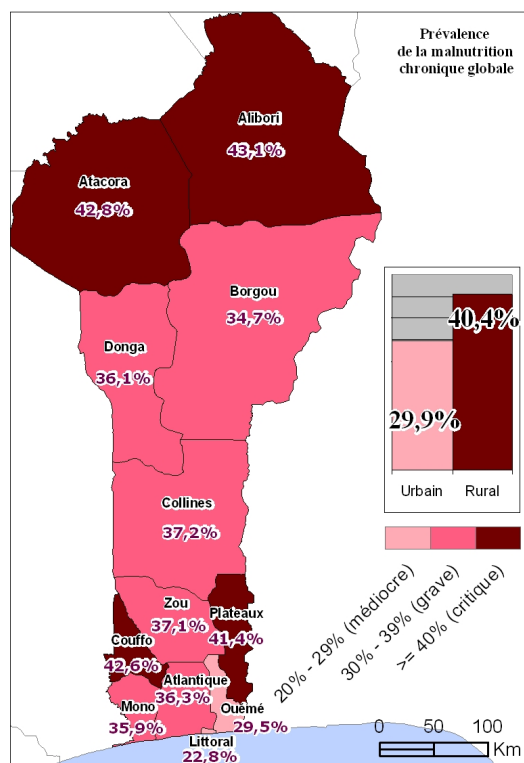 Prévalence
de la malnutrition
chronique globale
Alibori
43,1%
Atacora
42,8%
Borgou
34,7%
Donga
36,1%
40,4%
29,9%
Urbain Rural
Collines
37,2%
Zou
37,1%
Plateaux
41,4%
Couffo
42,6%
Atlantique
36,3%
Mono
35,9%
Ouémé
29,5%
Littoral
22,8%
20% - 29% (médiocre)
30% - 39% (grave)
>= 40% (critique)
0 50 100
Km